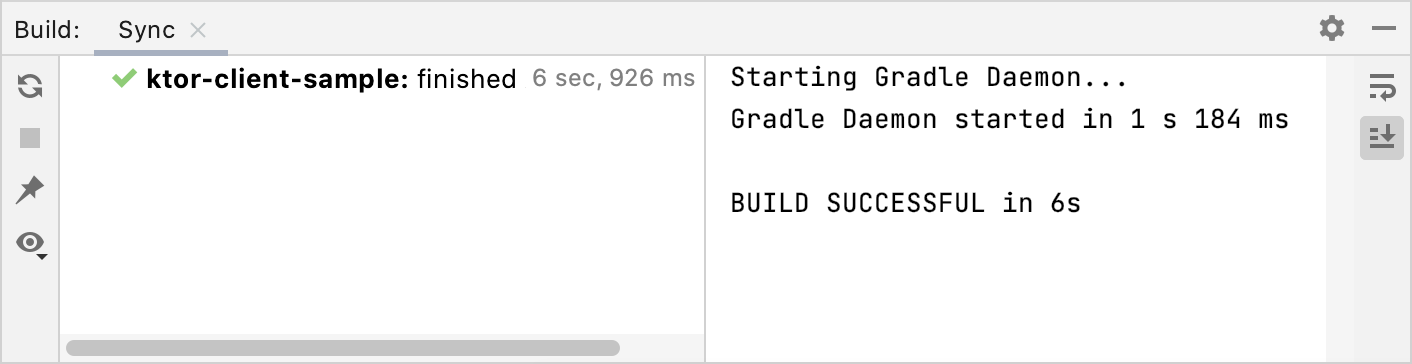 Build: Sync
ktor-client-sample: finished 6 sec, 926 ms
Starting Gradle Daemon...
Gradle Daemon started in 1 s 184 ms
BUILD SUCCESSFUL in 6s